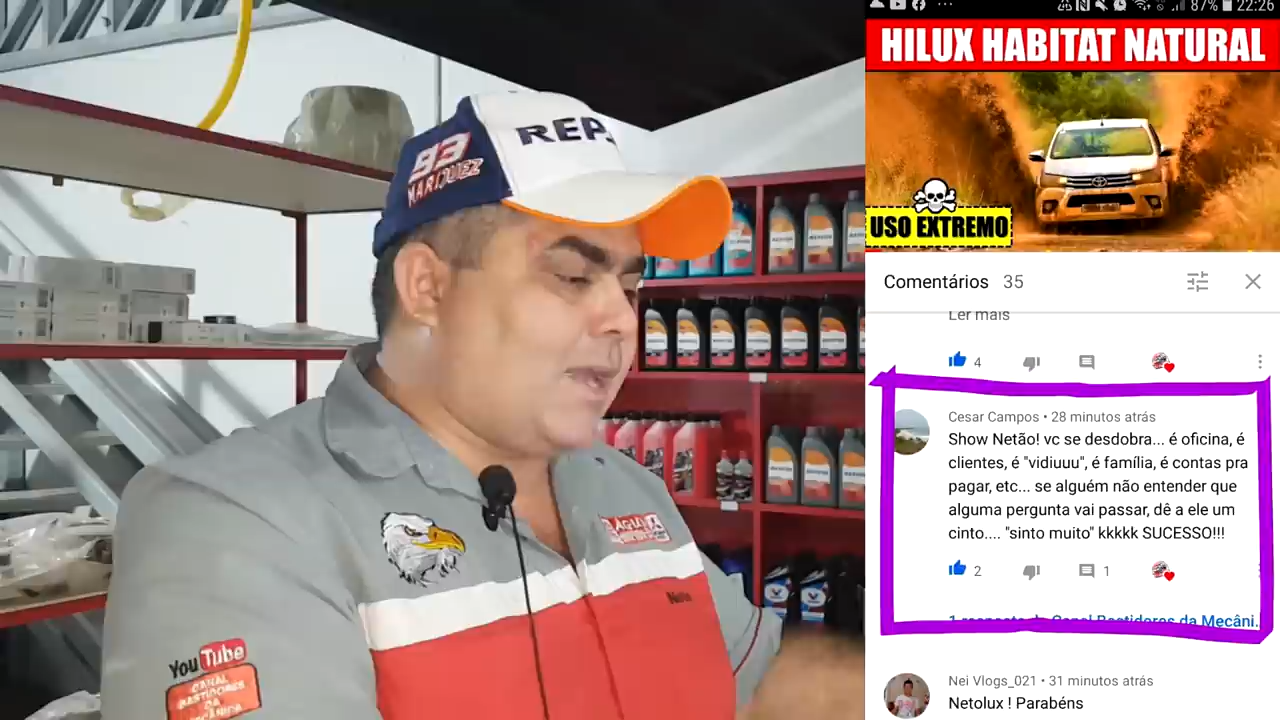 REPS
93
MARQUEZ
YouTube
CANAL
BASTIDORES
DA
22:26
87%
HILUX HABITAT NATURAL
USO EXTREMO
Comentários 35
Ler mais
4
Cesar Campos • 28 minutos atrás
Show Netão! vc se desdobra... é oficina, é
clientes, é "vidiuuu", é família, é contas pra
pagar, etc... se alguém não entender que
alguma pergunta vai passar, dê a ele um
cinto.... "sinto muito" kkkkk SUCESSO!!!
2
1
1 resposta de Canal Bastidores da Mecâni...
Nei Vlogs_021 • 31 minutos atrás
Netolux ! Parabéns